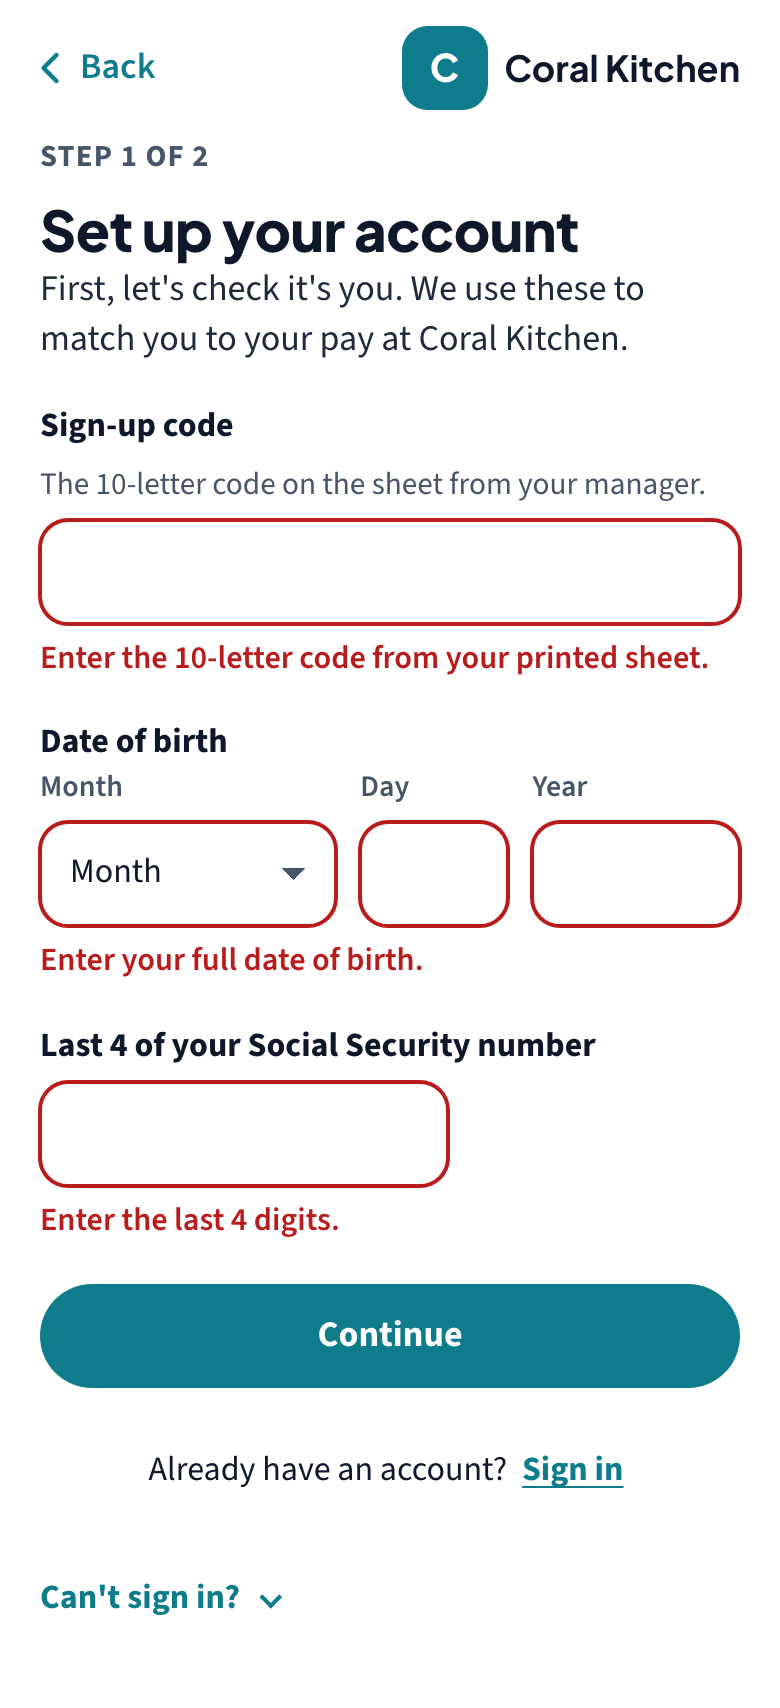 Back
C Coral Kitchen
STEP 1 OF 2
Set up your account
First, let's check it's you. We use these to
match you to your pay at Coral Kitchen.
Sign-up code
The 10-letter code on the sheet from your manager.
Enter the 10-letter code from your printed sheet.
Date of birth
Month Day Year
Month
Enter your full date of birth.
Last 4 of your Social Security number
Enter the last 4 digits.
Continue
Already have an account? Sign in
Can't sign in?